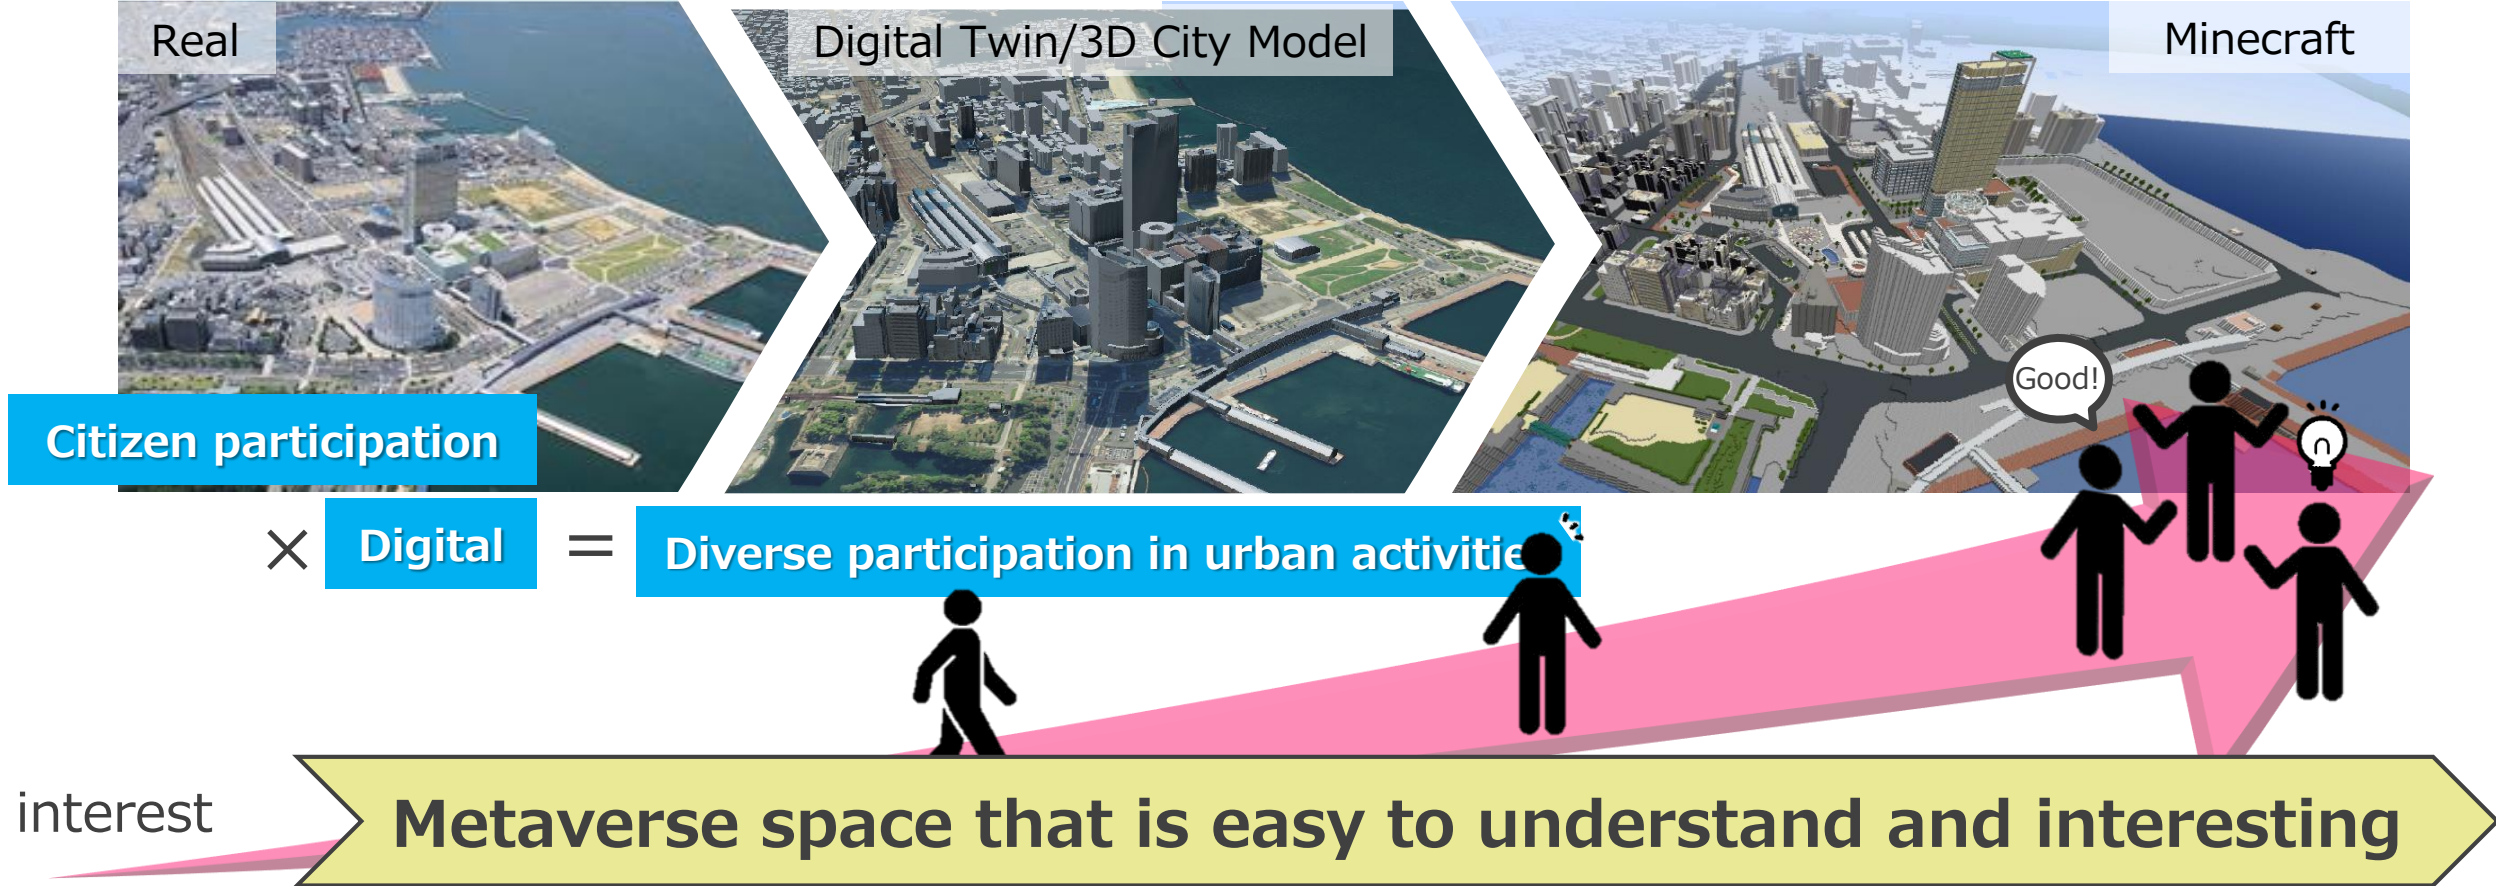 Real
Digital Twin/3D City Model
Minecraft
Good!
Citizen participation
× Digital = Diverse participation in urban activitie
interest
Metaverse space that is easy to understand and interesting